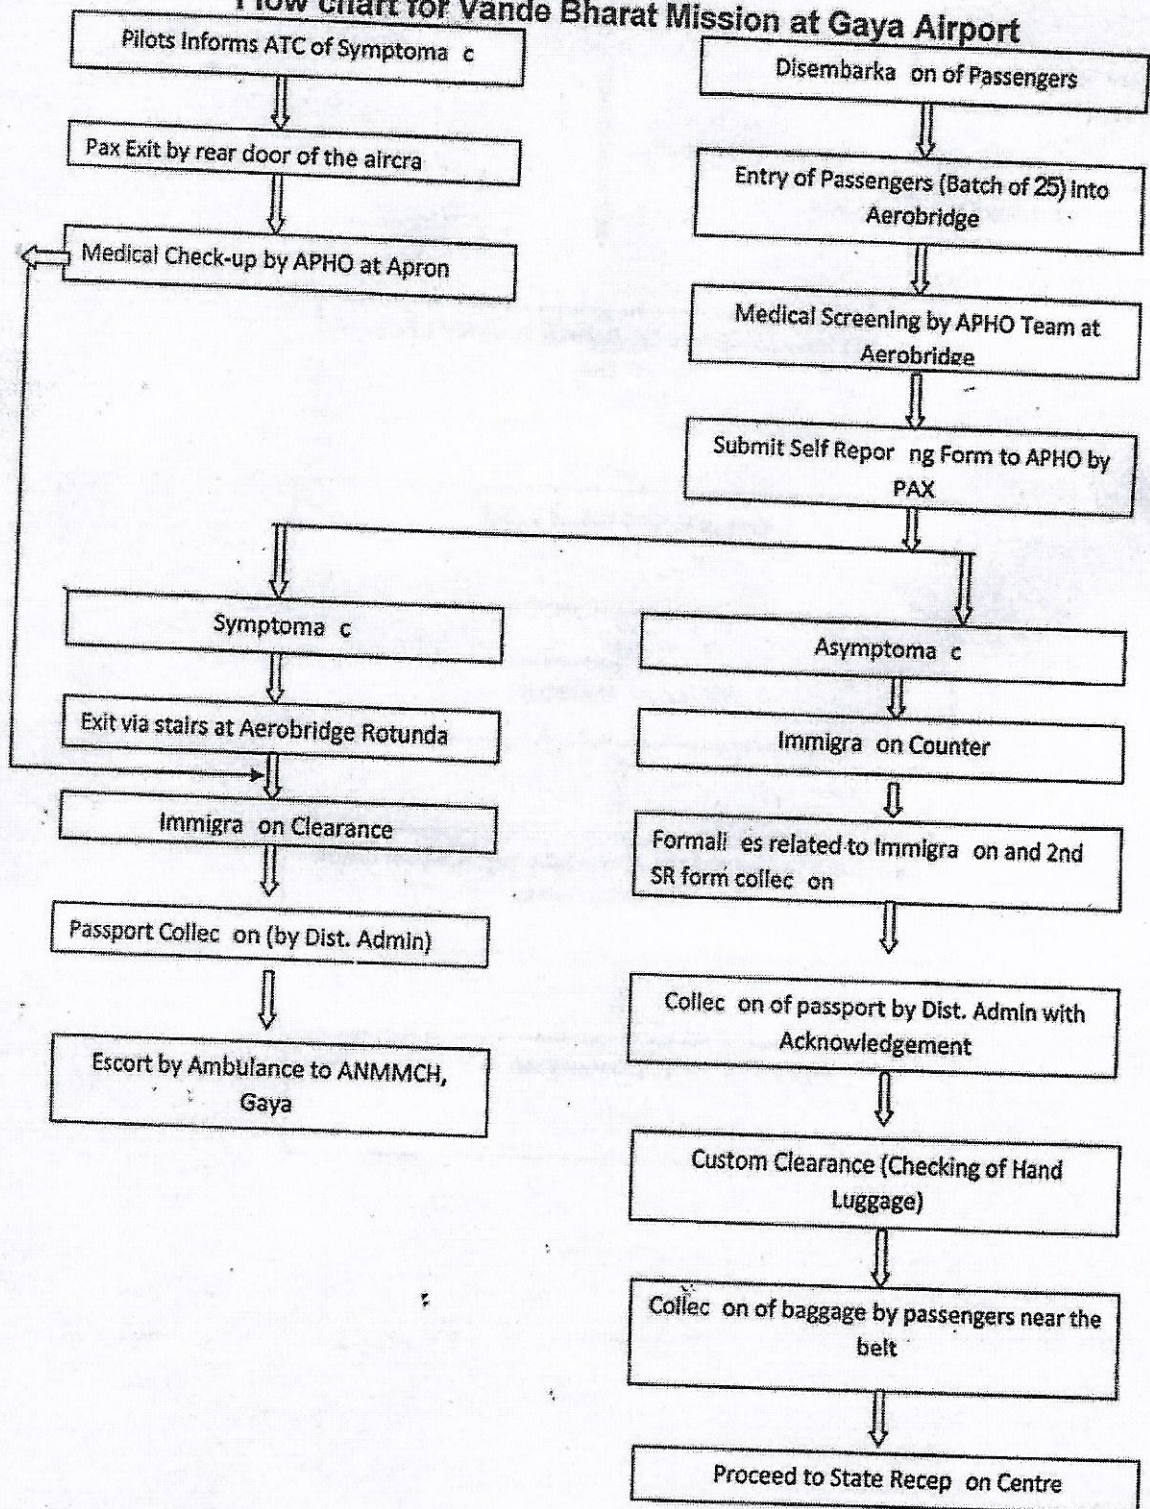 Flow chart for Vande Bharat Mission at Gaya Airport
Pilots Informs ATC of Symptoma c
Pax Exit by rear door of the aircra
Medical Check-up by APHO at Apron
Disembarka on of Passengers
Entry of Passengers (Batch of 25) into
Aerobridge
Medical Screening by APHO Team at
Aerobridge
Submit Self Repor ng Form to APHO by
PAX
Symptoma c
Exit via stairs at Aerobridge Rotunda
Immigra on Clearance
Passport Collec on (by Dist. Admin)
Escort by Ambulance to ANMMCH,
Gaya
Asymptoma c
Immigra on Counter
Formali es related to Immigra on and 2nd
SR form collec on
Collec on of passport by Dist. Admin with
Acknowledgement
Custom Clearance (Checking of Hand
Luggage)
Collec on of baggage by passengers near the
belt
Proceed to State Recep on Centre